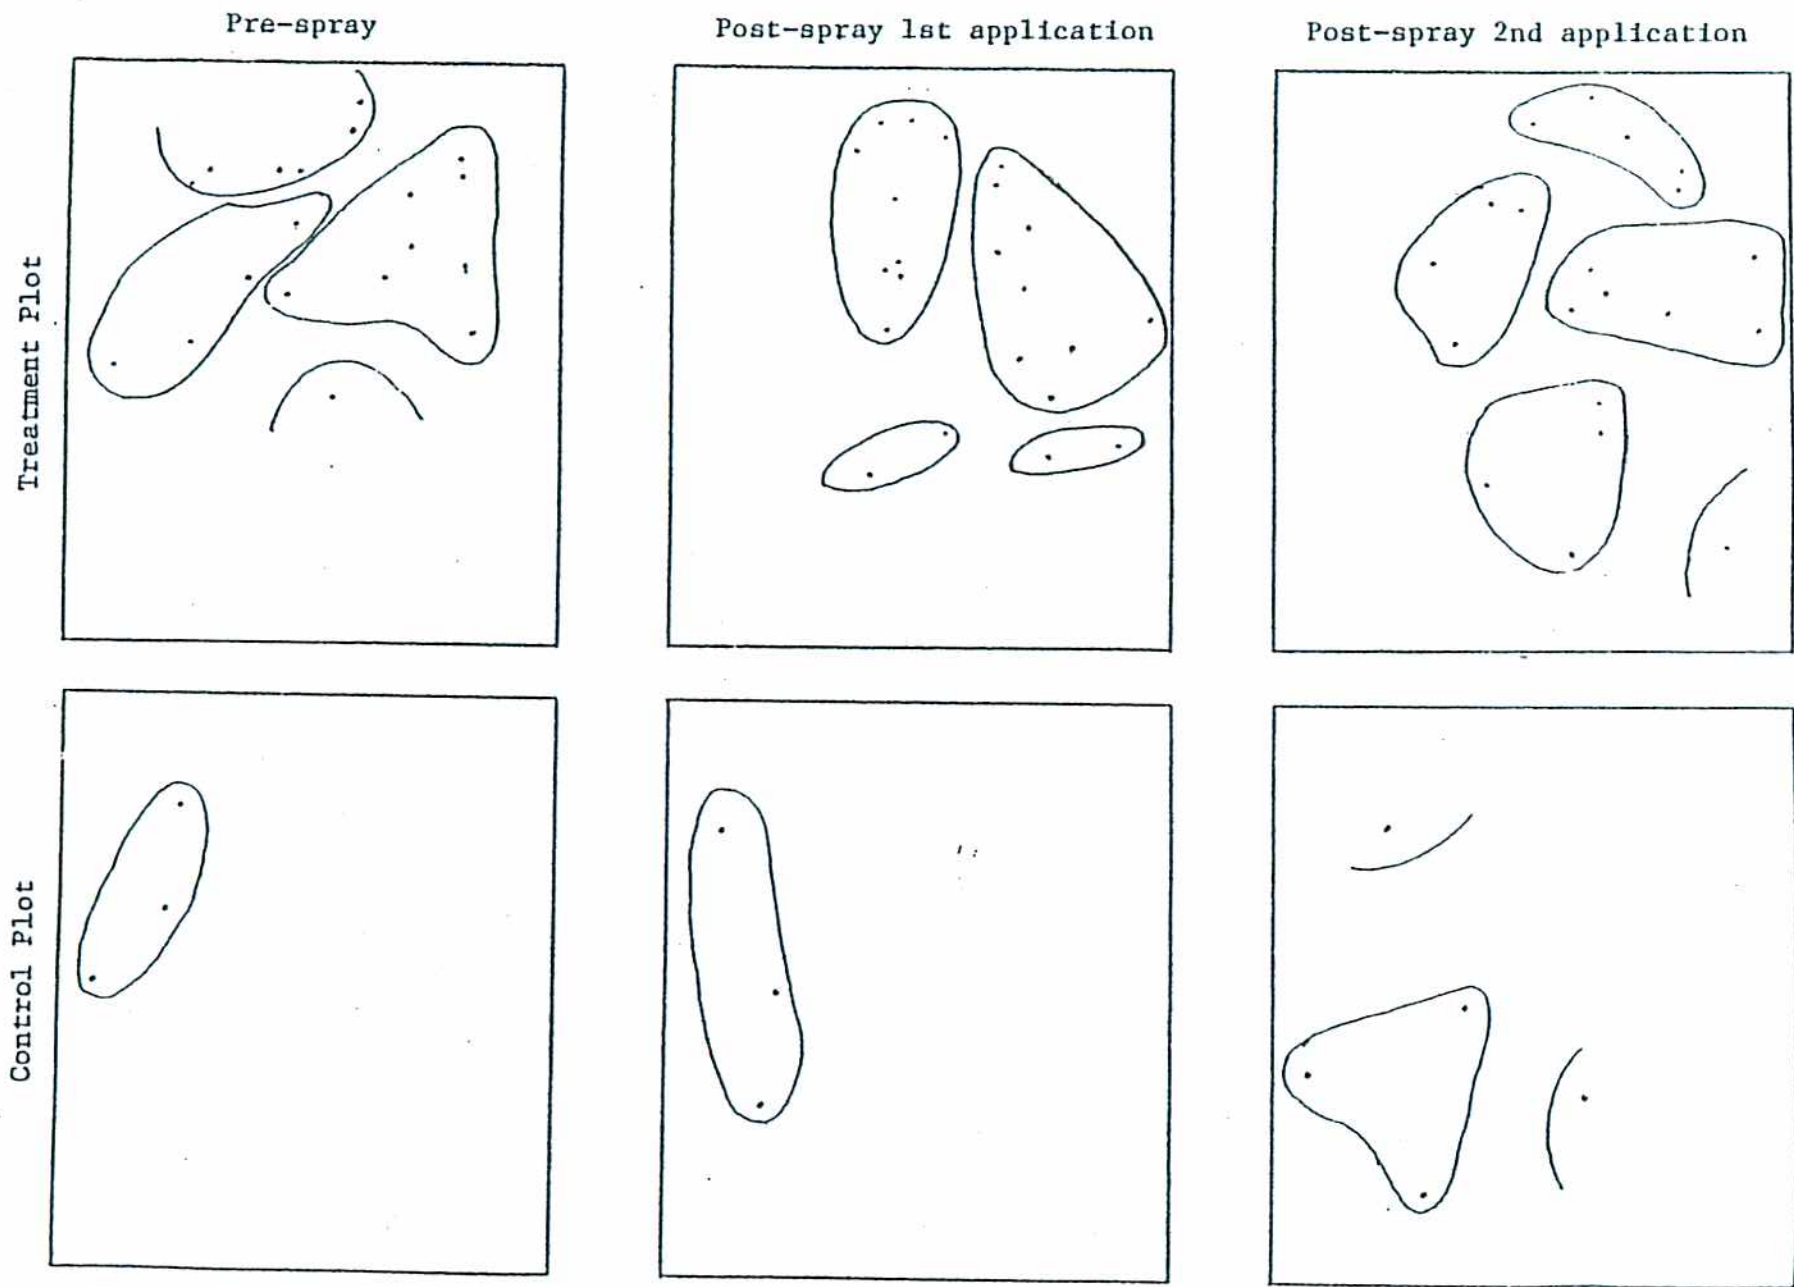 Pre-spray
Post-spray 1st application
Post-spray 2nd application
Treatment Plot
Control Plot